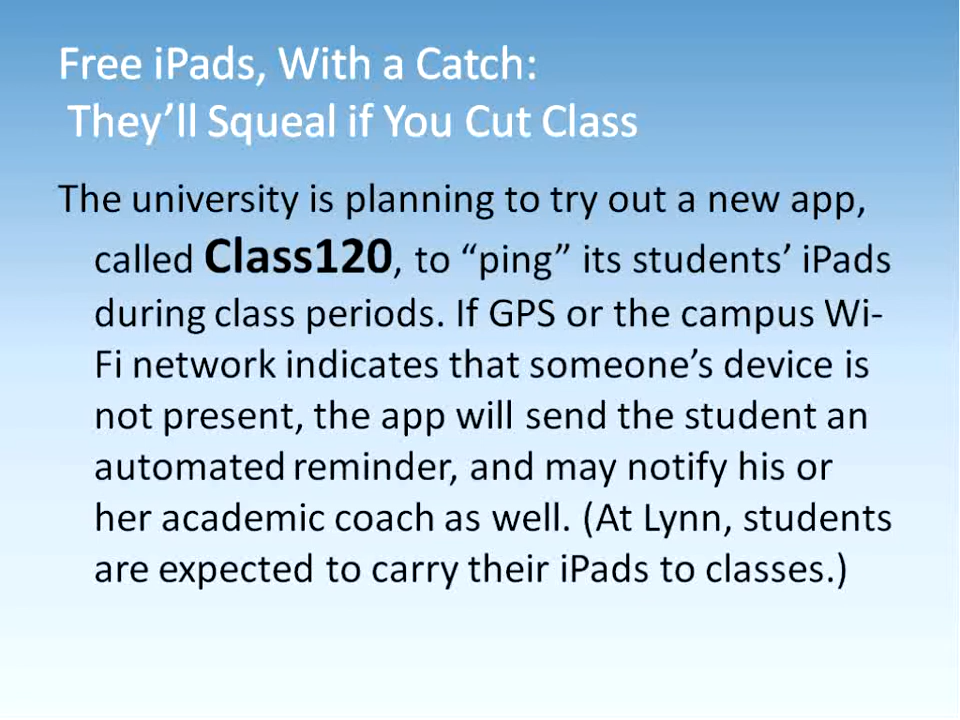 Free iPads, With a Catch:
They’ll Squeal if You Cut Class
The university is planning to try out a new app,
called Class120, to “ping” its students’ iPads
during class periods. If GPS or the campus Wi-
Fi network indicates that someone’s device is
not present, the app will send the student an
automated reminder, and may notify his or
her academic coach as well. (At Lynn, students
are expected to carry their iPads to classes.)